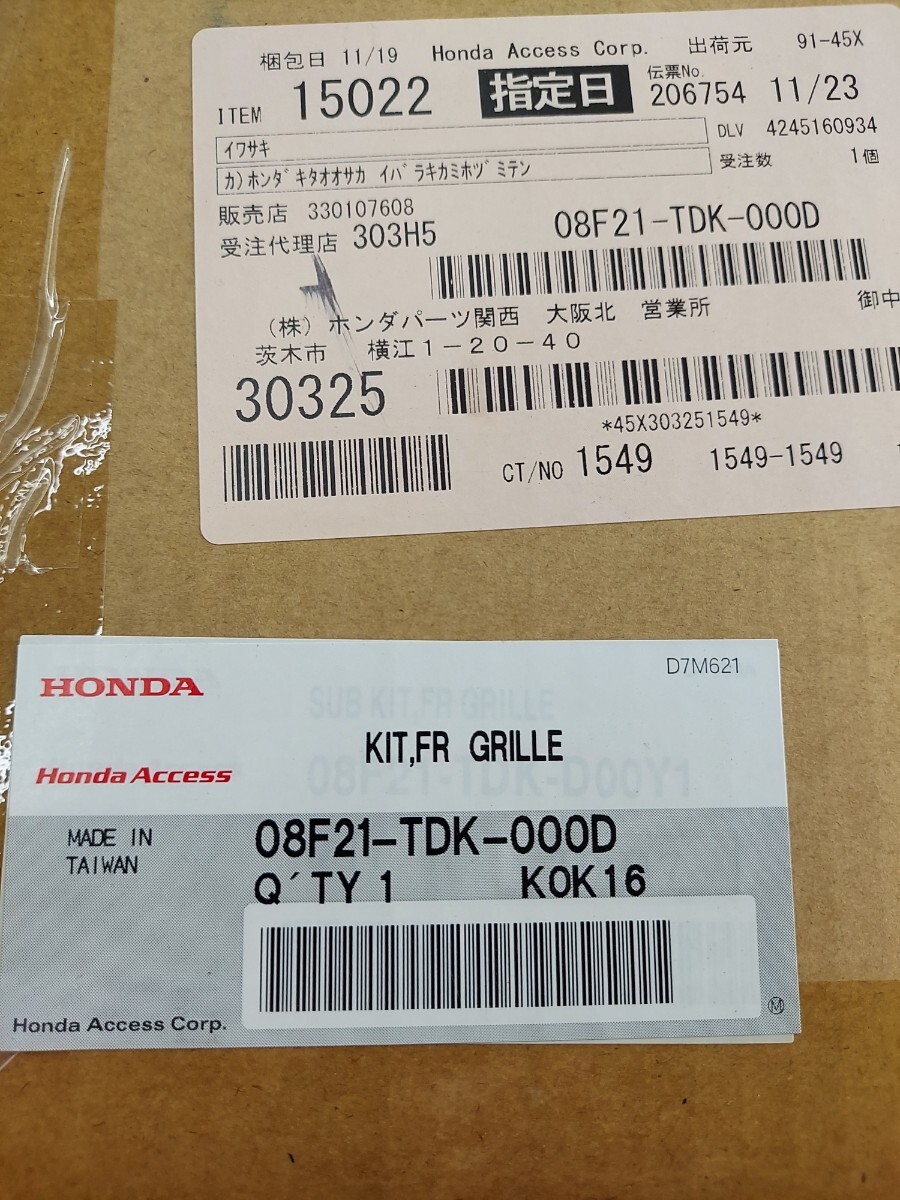 梱包日 11/19 Honda Access Corp. 出荷元 91-45X
ITEM 15022 指定日 伝票No. 206754 11/23
イワサキ DLV 4245160934
カ)ホンダキタオオサカ イバラキカミホヅミテン 受注数 1個
販売店 330107608
受注代理店 303H5 08F21-TDK-000D
(株) ホンダパーツ関西 大阪北 営業所 御中
茨木市 横江1-20-40
30325
*45X303251549*
CT/NO 1549 1549-1549
D7M621
HONDA
SUB KIT,FR GRILLE
KIT,FR GRILLE
Honda Access
08F21-TDK-D00Y1
MADE IN TAIWAN
08F21-TDK-000D
Q'TY 1 KOK16
Honda Access Corp.
M